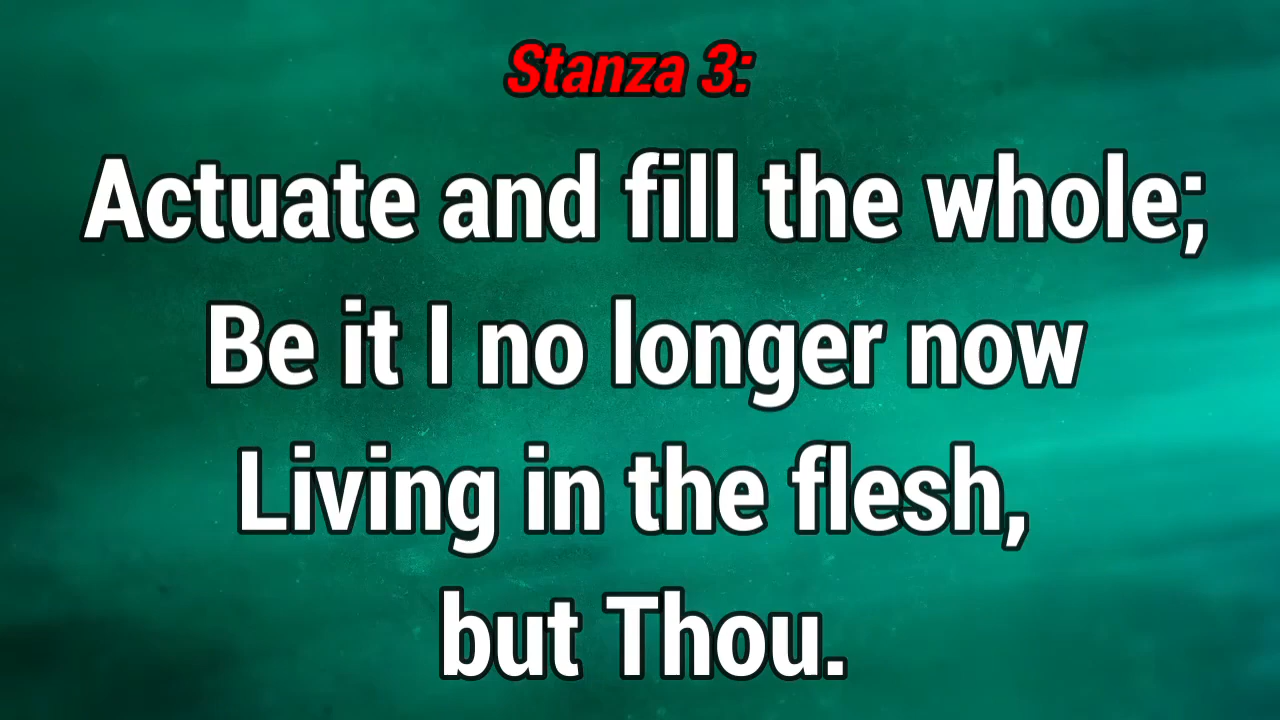 Stanza 3:
Actuate and fill the whole;
Be it I no longer now
Living in the flesh,
but Thou.